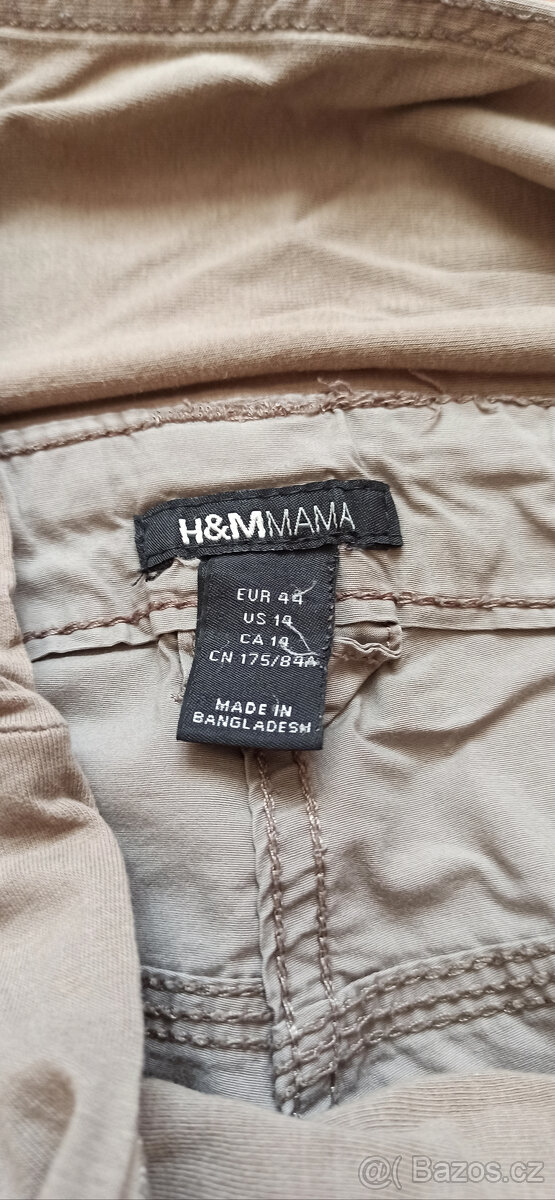 H&MMAMA
EUR 44
US 14
CA 14
CN 175/84A
MADE IN
BANGLADESH
@( Bazos.cz